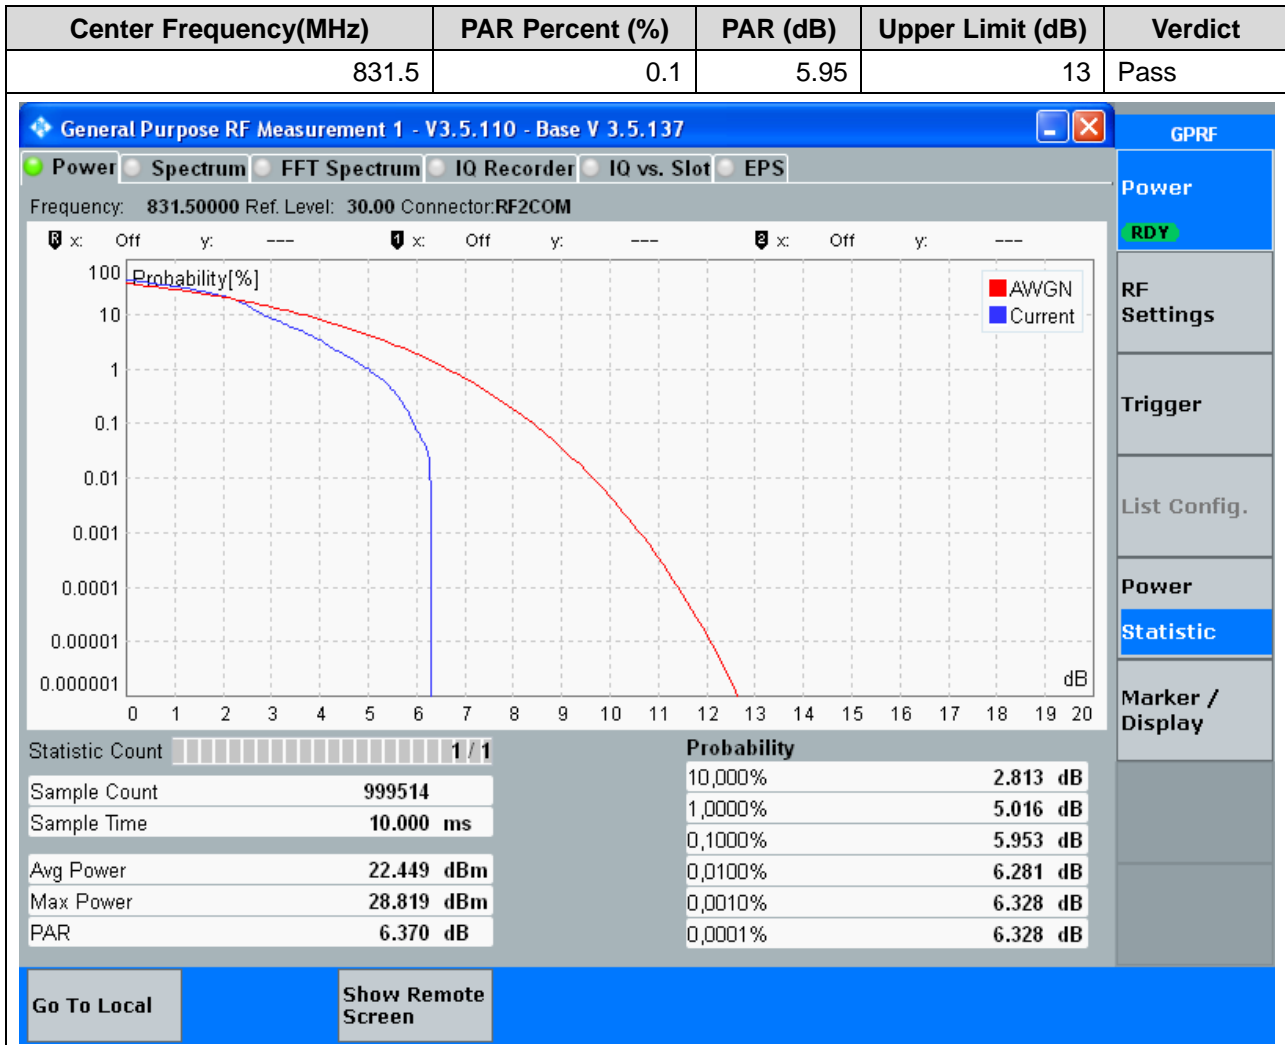 Center Frequency(MHz) PAR Percent (%) PAR (dB) Upper Limit (dB) Verdict
831.5 0.1 5.95 13 Pass
General Purpose RF Measurement 1 - V3.5.110 - Base V 3.5.137
GPRF
Power Spectrum FFT Spectrum IQ Recorder IQ vs. Slot EPS
Power
RDY
Frequency: 831.50000 Ref. Level: 30.00 Connector:RF2COM
R x: Off y: --- 1 x: Off y: --- 2 x: Off y: ---
Probability[%]
AWGN
Current
100
10
1
0.1
0.01
0.001
0.0001
0.00001
0.000001
dB
0 1 2 3 4 5 6 7 8 9 10 11 12 13 14 15 16 17 18 19 20
RF
Settings
Trigger
List Config.
Power
Statistic
Marker /
Display
Statistic Count 1 / 1
Sample Count 999514
Sample Time 10.000 ms
Avg Power 22.449 dBm
Max Power 28.819 dBm
PAR 6.370 dB
Probability
10,000% 2.813 dB
1,0000% 5.016 dB
0,1000% 5.953 dB
0,0100% 6.281 dB
0,0010% 6.328 dB
0,0001% 6.328 dB
Go To Local
Show Remote
Screen